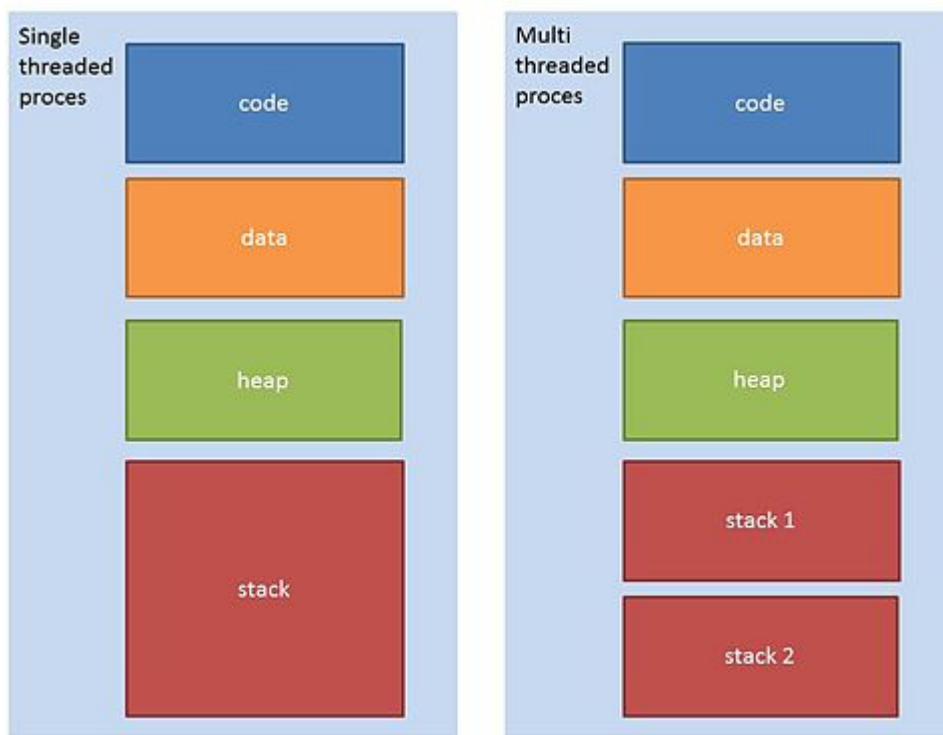 Single
threaded
proces
code
data
heap
stack
Multi
threaded
proces
code
data
heap
stack 1
stack 2